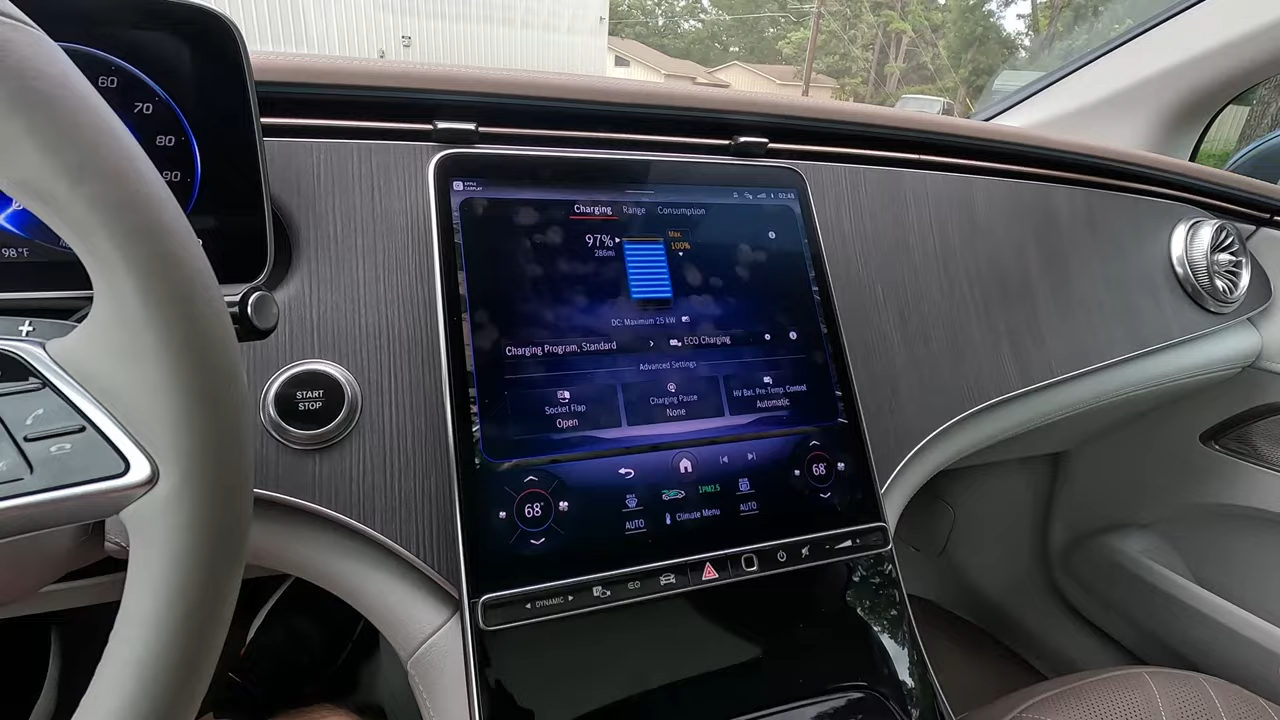 60
70
80
90
98°F
START
STOP
APPLE
CARPLAY
02:48
Charging Range Consumption
97%
286mi
Max.
100%
DC: Maximum 25 kW
Charging Program, Standard
ECO Charging
Advanced Settings
Socket Flap
Open
Charging Pause
None
HV Bat. Pre-Temp. Control
Automatic
68°
AUTO
1PM2.5
Climate Menu
AUTO
68°
DYNAMIC